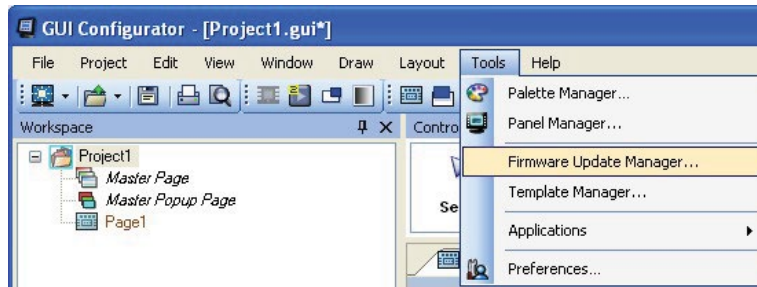 GUI Configurator - [Project1.gui*]
File Project Edit View Window Draw Layout Tools Help
Workspace
Project1
Master Page
Master Popup Page
Page1
Palette Manager...
Panel Manager...
Firmware Update Manager...
Template Manager...
Applications
Preferences...